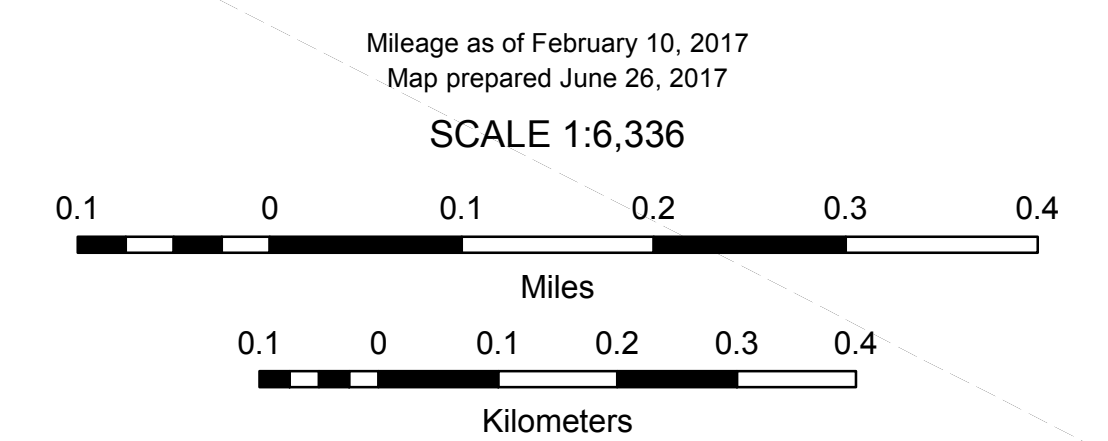 Mileage as of February 10, 2017
Map prepared June 26, 2017
SCALE 1:6,336
0.1 0 0.1 0.2 0.3 0.4
Miles
0.1 0 0.1 0.2 0.3 0.4
Kilometers